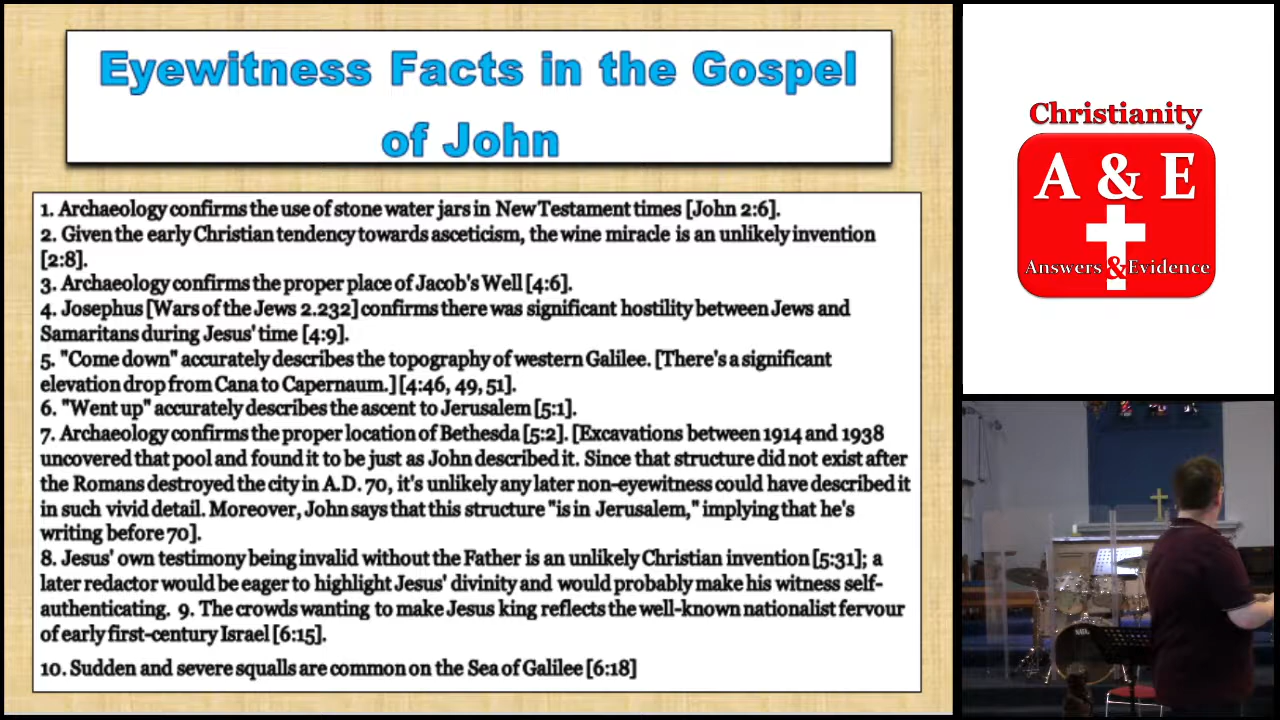 Eyewitness Facts in the Gospel
of John
1. Archaeology confirms the use of stone water jars in New Testament times [John 2:6].
2. Given the early Christian tendency towards asceticism, the wine miracle is an unlikely invention
[2:8].
3. Archaeology confirms the proper place of Jacob's Well [4:6].
4. Josephus [Wars of the Jews 2.232] confirms there was significant hostility between Jews and
Samaritans during Jesus' time [4:9].
5. "Come down" accurately describes the topography of western Galilee. [There's a significant
elevation drop from Cana to Capernaum.] [4:46, 49, 51].
6. "Went up" accurately describes the ascent to Jerusalem [5:1].
7. Archaeology confirms the proper location of Bethesda [5:2]. [Excavations between 1914 and 1938
uncovered that pool and found it to be just as John described it. Since that structure did not exist after
the Romans destroyed the city in A.D. 70, it's unlikely any later non-eyewitness could have described it
in such vivid detail. Moreover, John says that this structure "is in Jerusalem," implying that he's
writing before 70].
8. Jesus' own testimony being invalid without the Father is an unlikely Christian invention [5:31]; a
later redactor would be eager to highlight Jesus' divinity and would probably make his witness self-
authenticating. 9. The crowds wanting to make Jesus king reflects the well-known nationalist fervour
of early first-century Israel [6:15].
10. Sudden and severe squalls are common on the Sea of Galilee [6:18]
Christianity
A & E
Answers & Evidence